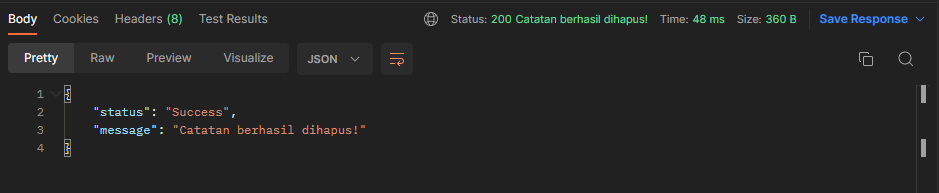 Body Cookies Headers (8) Test Results Status: 200 Catatan berhasil dihapus! Time: 48 ms Size: 360 B Save Response
Pretty Raw Preview Visualize JSON
1 {
2 "status": "Success",
3 "message": "Catatan berhasil dihapus!"
4 }